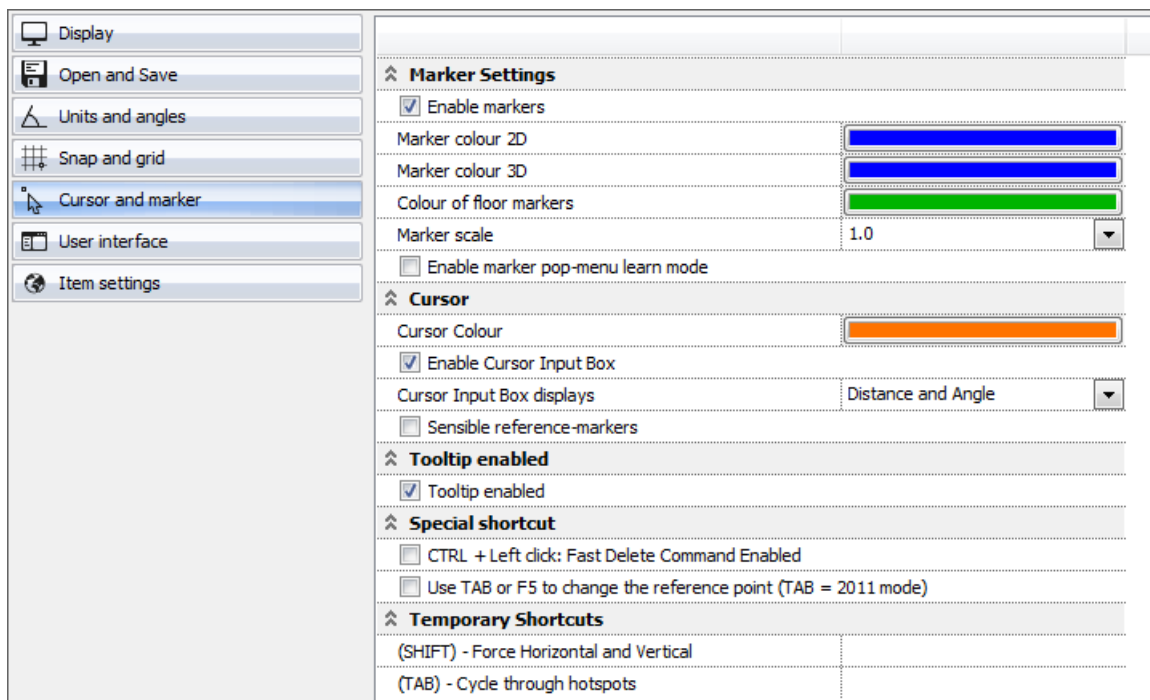 Display
Open and Save
Units and angles
Snap and grid
Cursor and marker
User interface
Item settings
Marker Settings
Enable markers
Marker colour 2D
Marker colour 3D
Colour of floor markers
Marker scale 1.0
Enable marker pop-menu learn mode
Cursor
Cursor Colour
Enable Cursor Input Box
Cursor Input Box displays Distance and Angle
Sensible reference-markers
Tooltip enabled
Tooltip enabled
Special shortcut
CTRL + Left click: Fast Delete Command Enabled
Use TAB or F5 to change the reference point (TAB = 2011 mode)
Temporary Shortcuts
(SHIFT) - Force Horizontal and Vertical
(TAB) - Cycle through hotspots